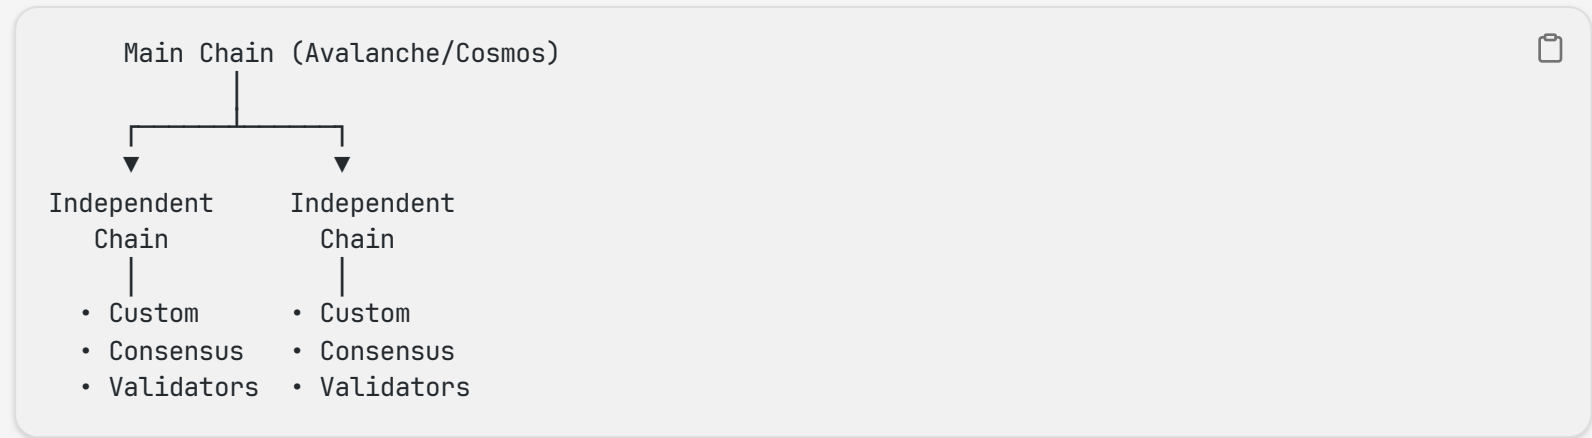 Main Chain (Avalanche/Cosmos)
Independent Independent
Chain Chain
• Custom • Custom
• Consensus • Consensus
• Validators • Validators